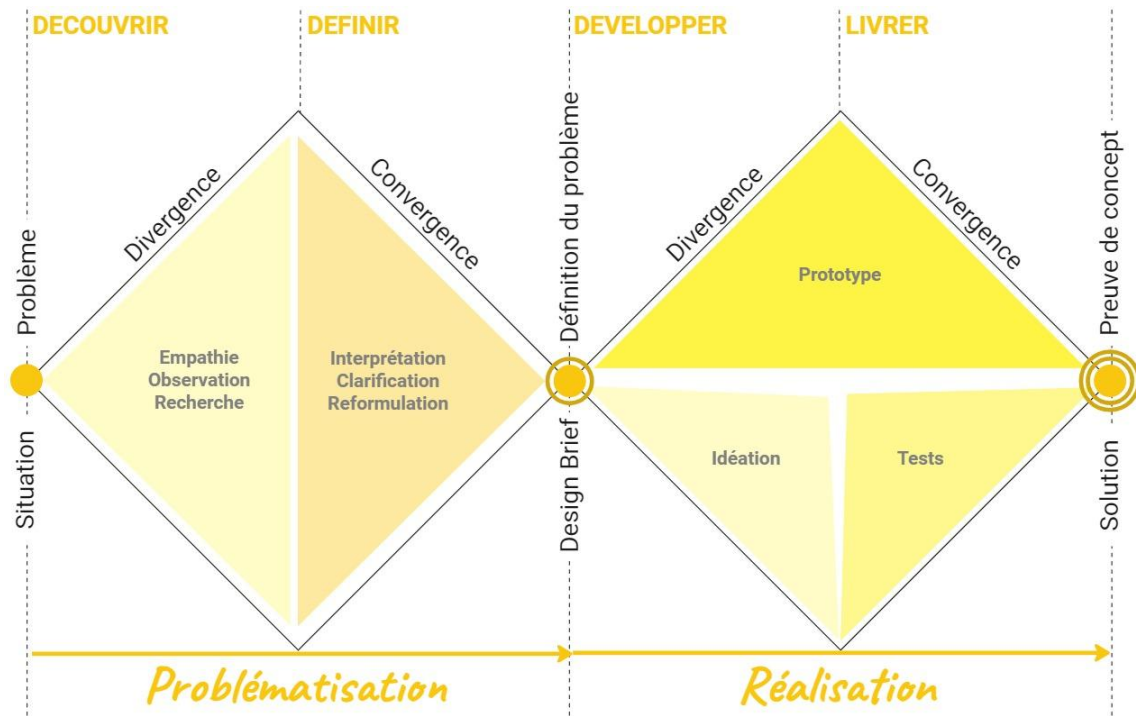 DECOUVRIR
DEFINIR
DEVELOPPER
LIVRER
Divergence
Convergence
Divergence
Convergence
Problème
Situation
Empathie
Observation
Recherche
Interprétation
Clarification
Reformulation
Définition du problème
Design Brief
Prototype
Idéation
Tests
Preuve de concept
Solution
Problématisation
Réalisation